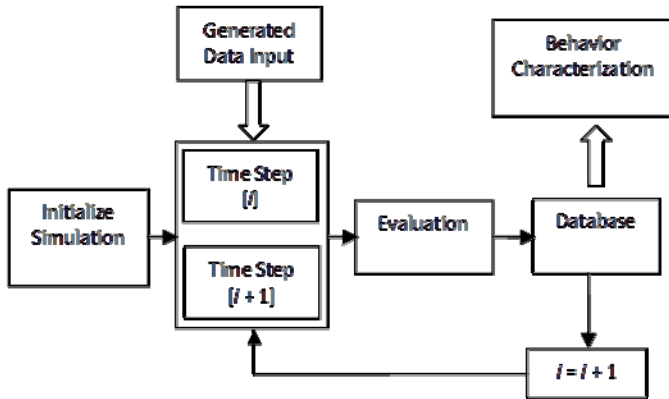 Generated
Data Input
Behavior
Characterization
Time Step
[i]
Initialize
Simulation
Evaluation
Database
Time Step
[i + 1]
i = i + 1